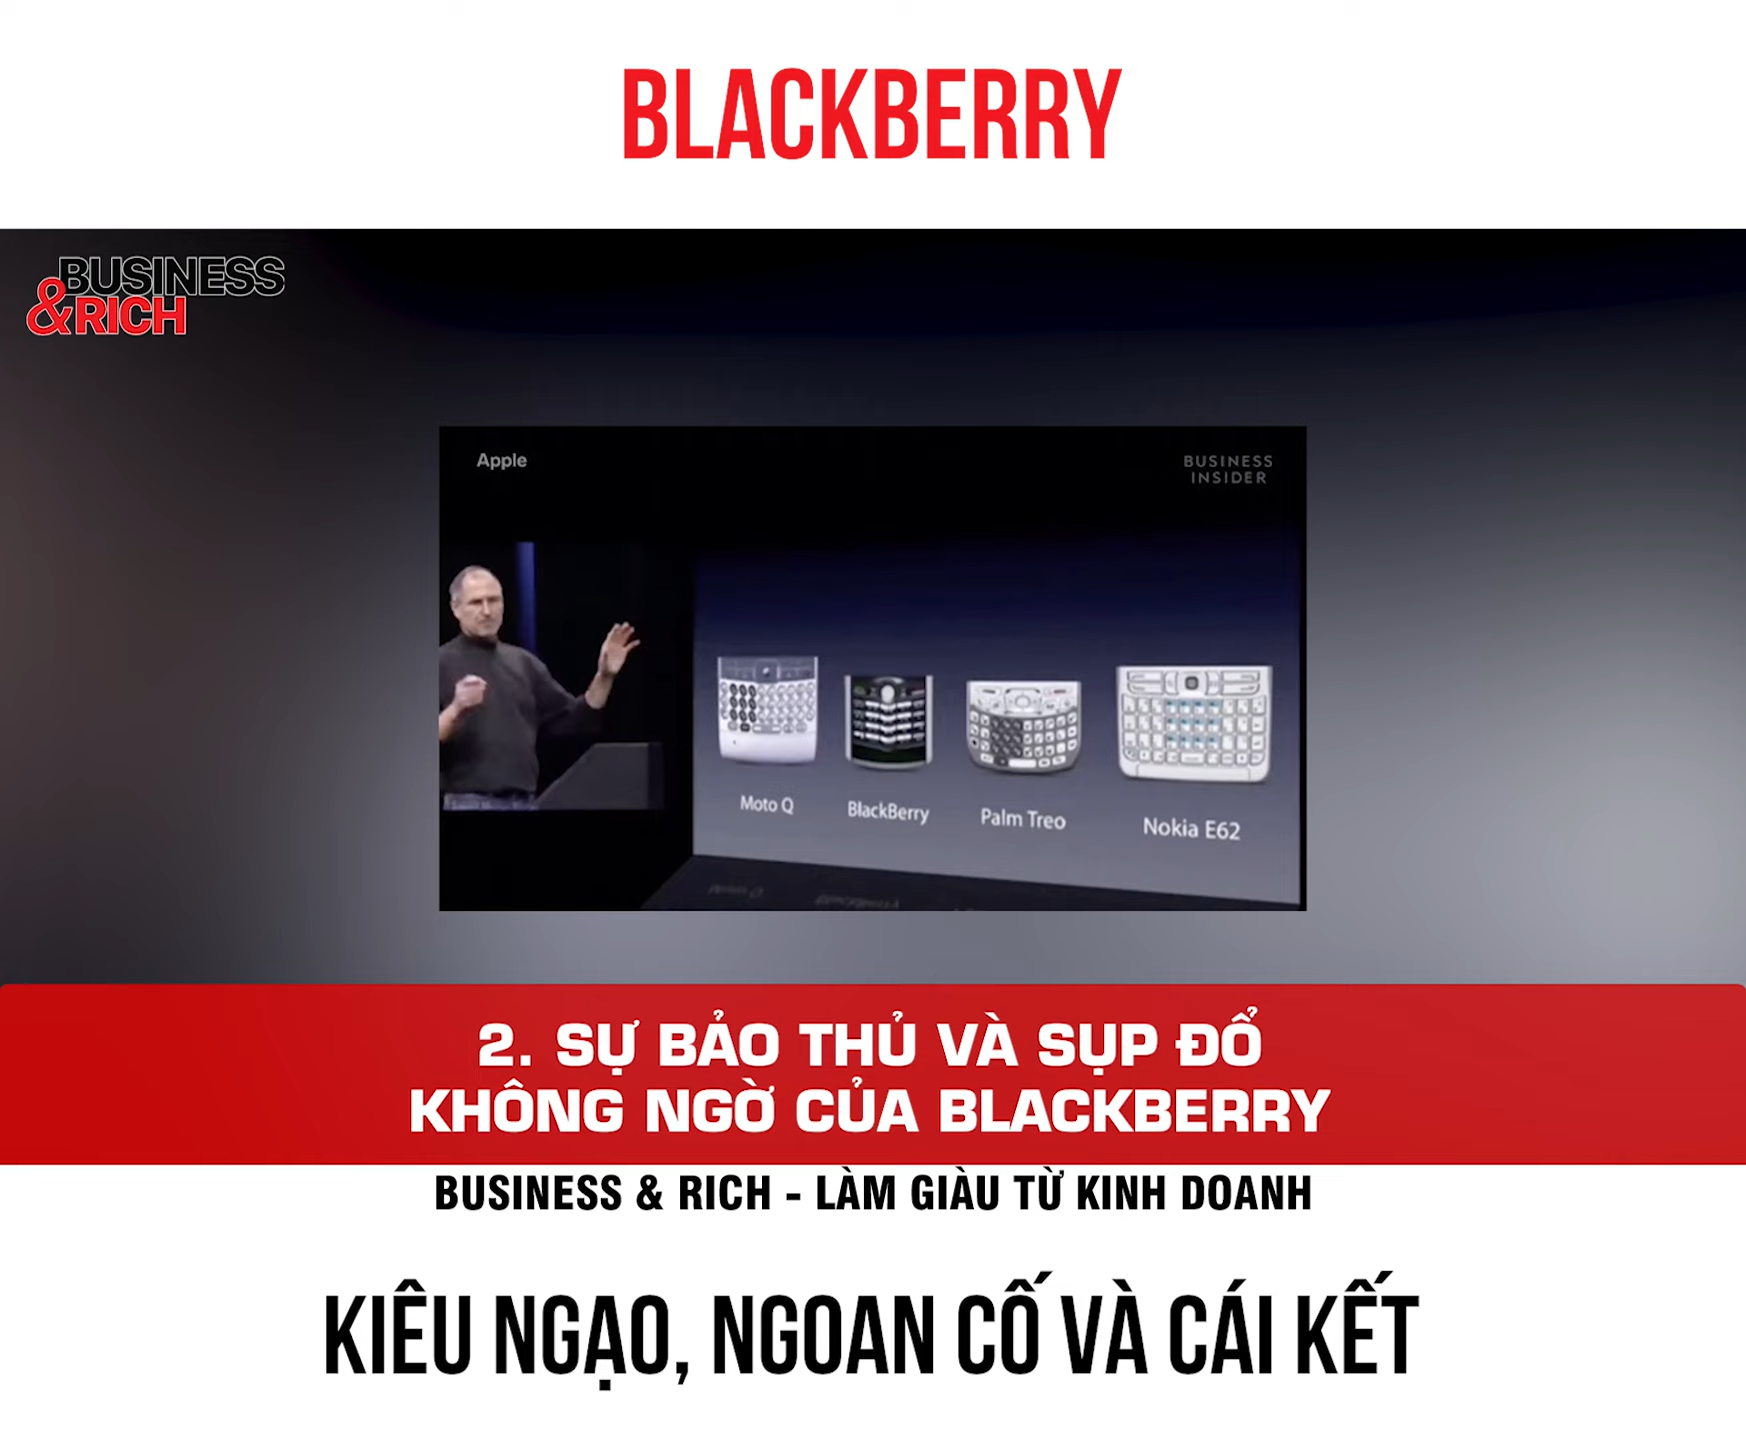 BLACKBERRY
BUSINESS
&RICH
Apple
BUSINESS
INSIDER
Moto Q
BlackBerry
Palm Treo
Nokia E62
2. SỰ BẢO THỦ VÀ SỤP ĐỔ
KHÔNG NGỜ CỦA BLACKBERRY
BUSINESS & RICH - LÀM GIÀU TỪ KINH DOANH
KIÊU NGẠO, NGOAN CỐ VÀ CÁI KẾT